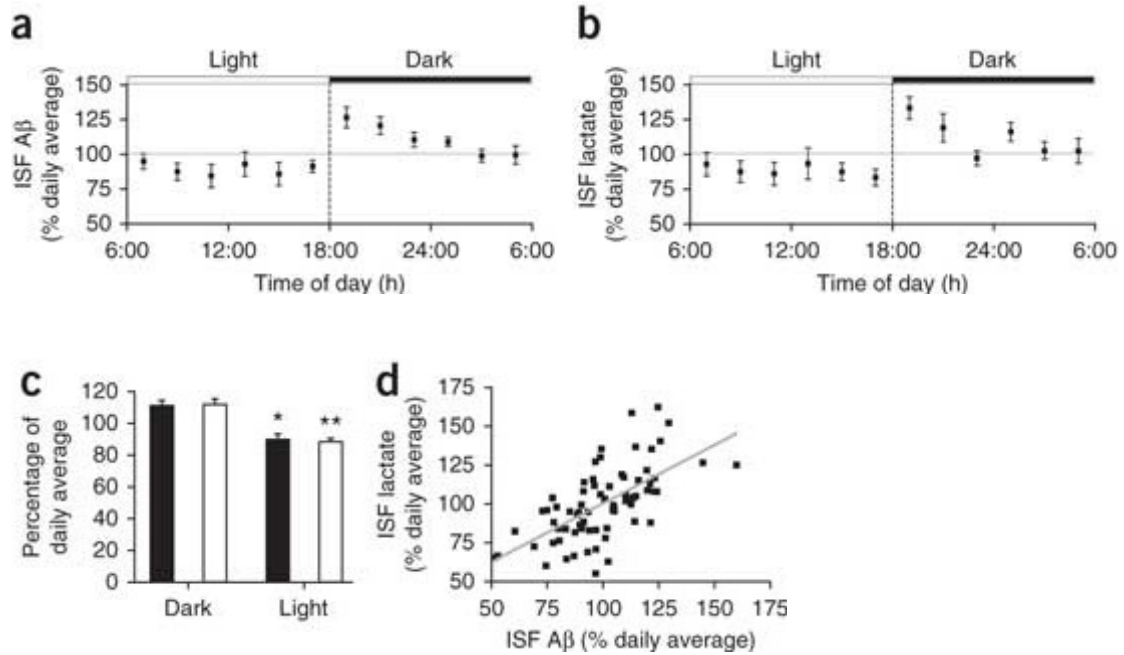 a
Light Dark
ISF Aβ
(% daily average)
150
125
100
75
50
6:00 12:00 18:00 24:00 6:00
Time of day (h)
b
Light Dark
ISF lactate
(% daily average)
150
125
100
75
50
6:00 12:00 18:00 24:00 6:00
Time of day (h)
c
Percentage of
daily average
120
100
80
60
40
20
0
* **
Dark Light
d
ISF lactate
(% daily average)
175
150
125
100
75
50
50 75 100 125 150 175
ISF Aβ (% daily average)